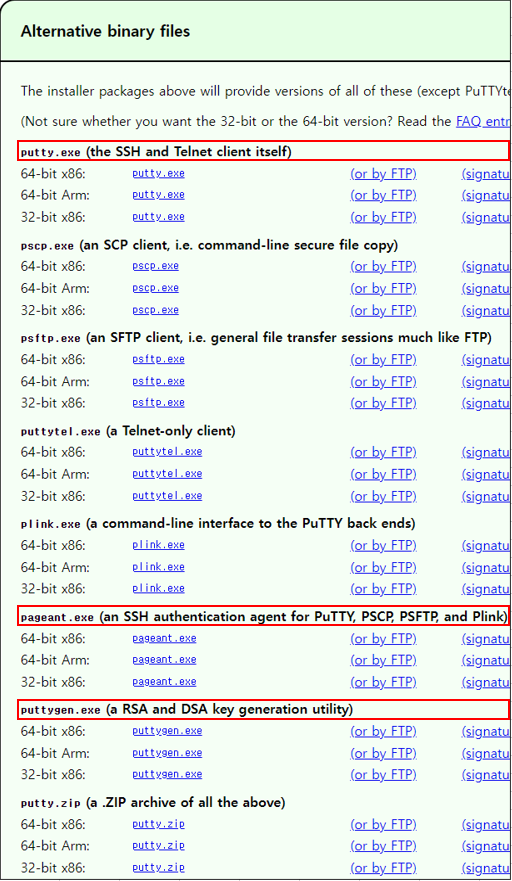 Alternative binary files
The installer packages above will provide versions of all of these (except PuTTYte
(Not sure whether you want the 32-bit or the 64-bit version? Read the FAQ entr
putty.exe (the SSH and Telnet client itself)
64-bit x86: putty.exe (or by FTP) (signatu
64-bit Arm: putty.exe (or by FTP) (signatu
32-bit x86: putty.exe (or by FTP) (signatu
pscp.exe (an SCP client, i.e. command-line secure file copy)
64-bit x86: pscp.exe (or by FTP) (signatu
64-bit Arm: pscp.exe (or by FTP) (signatu
32-bit x86: pscp.exe (or by FTP) (signatu
psftp.exe (an SFTP client, i.e. general file transfer sessions much like FTP)
64-bit x86: psftp.exe (or by FTP) (signatu
64-bit Arm: psftp.exe (or by FTP) (signatu
32-bit x86: psftp.exe (or by FTP) (signatu
puttytel.exe (a Telnet-only client)
64-bit x86: puttytel.exe (or by FTP) (signatu
64-bit Arm: puttytel.exe (or by FTP) (signatu
32-bit x86: puttytel.exe (or by FTP) (signatu
plink.exe (a command-line interface to the PuTTY back ends)
64-bit x86: plink.exe (or by FTP) (signatu
64-bit Arm: plink.exe (or by FTP) (signatu
32-bit x86: plink.exe (or by FTP) (signatu
pageant.exe (an SSH authentication agent for PuTTY, PSCP, PSFTP, and Plink)
64-bit x86: pageant.exe (or by FTP) (signatu
64-bit Arm: pageant.exe (or by FTP) (signatu
32-bit x86: pageant.exe (or by FTP) (signatu
puttygen.exe (a RSA and DSA key generation utility)
64-bit x86: puttygen.exe (or by FTP) (signatu
64-bit Arm: puttygen.exe (or by FTP) (signatu
32-bit x86: puttygen.exe (or by FTP) (signatu
putty.zip (a .ZIP archive of all the above)
64-bit x86: putty.zip (or by FTP) (signatu
64-bit Arm: putty.zip (or by FTP) (signatu
32-bit x86: putty.zip (or by FTP) (signatu